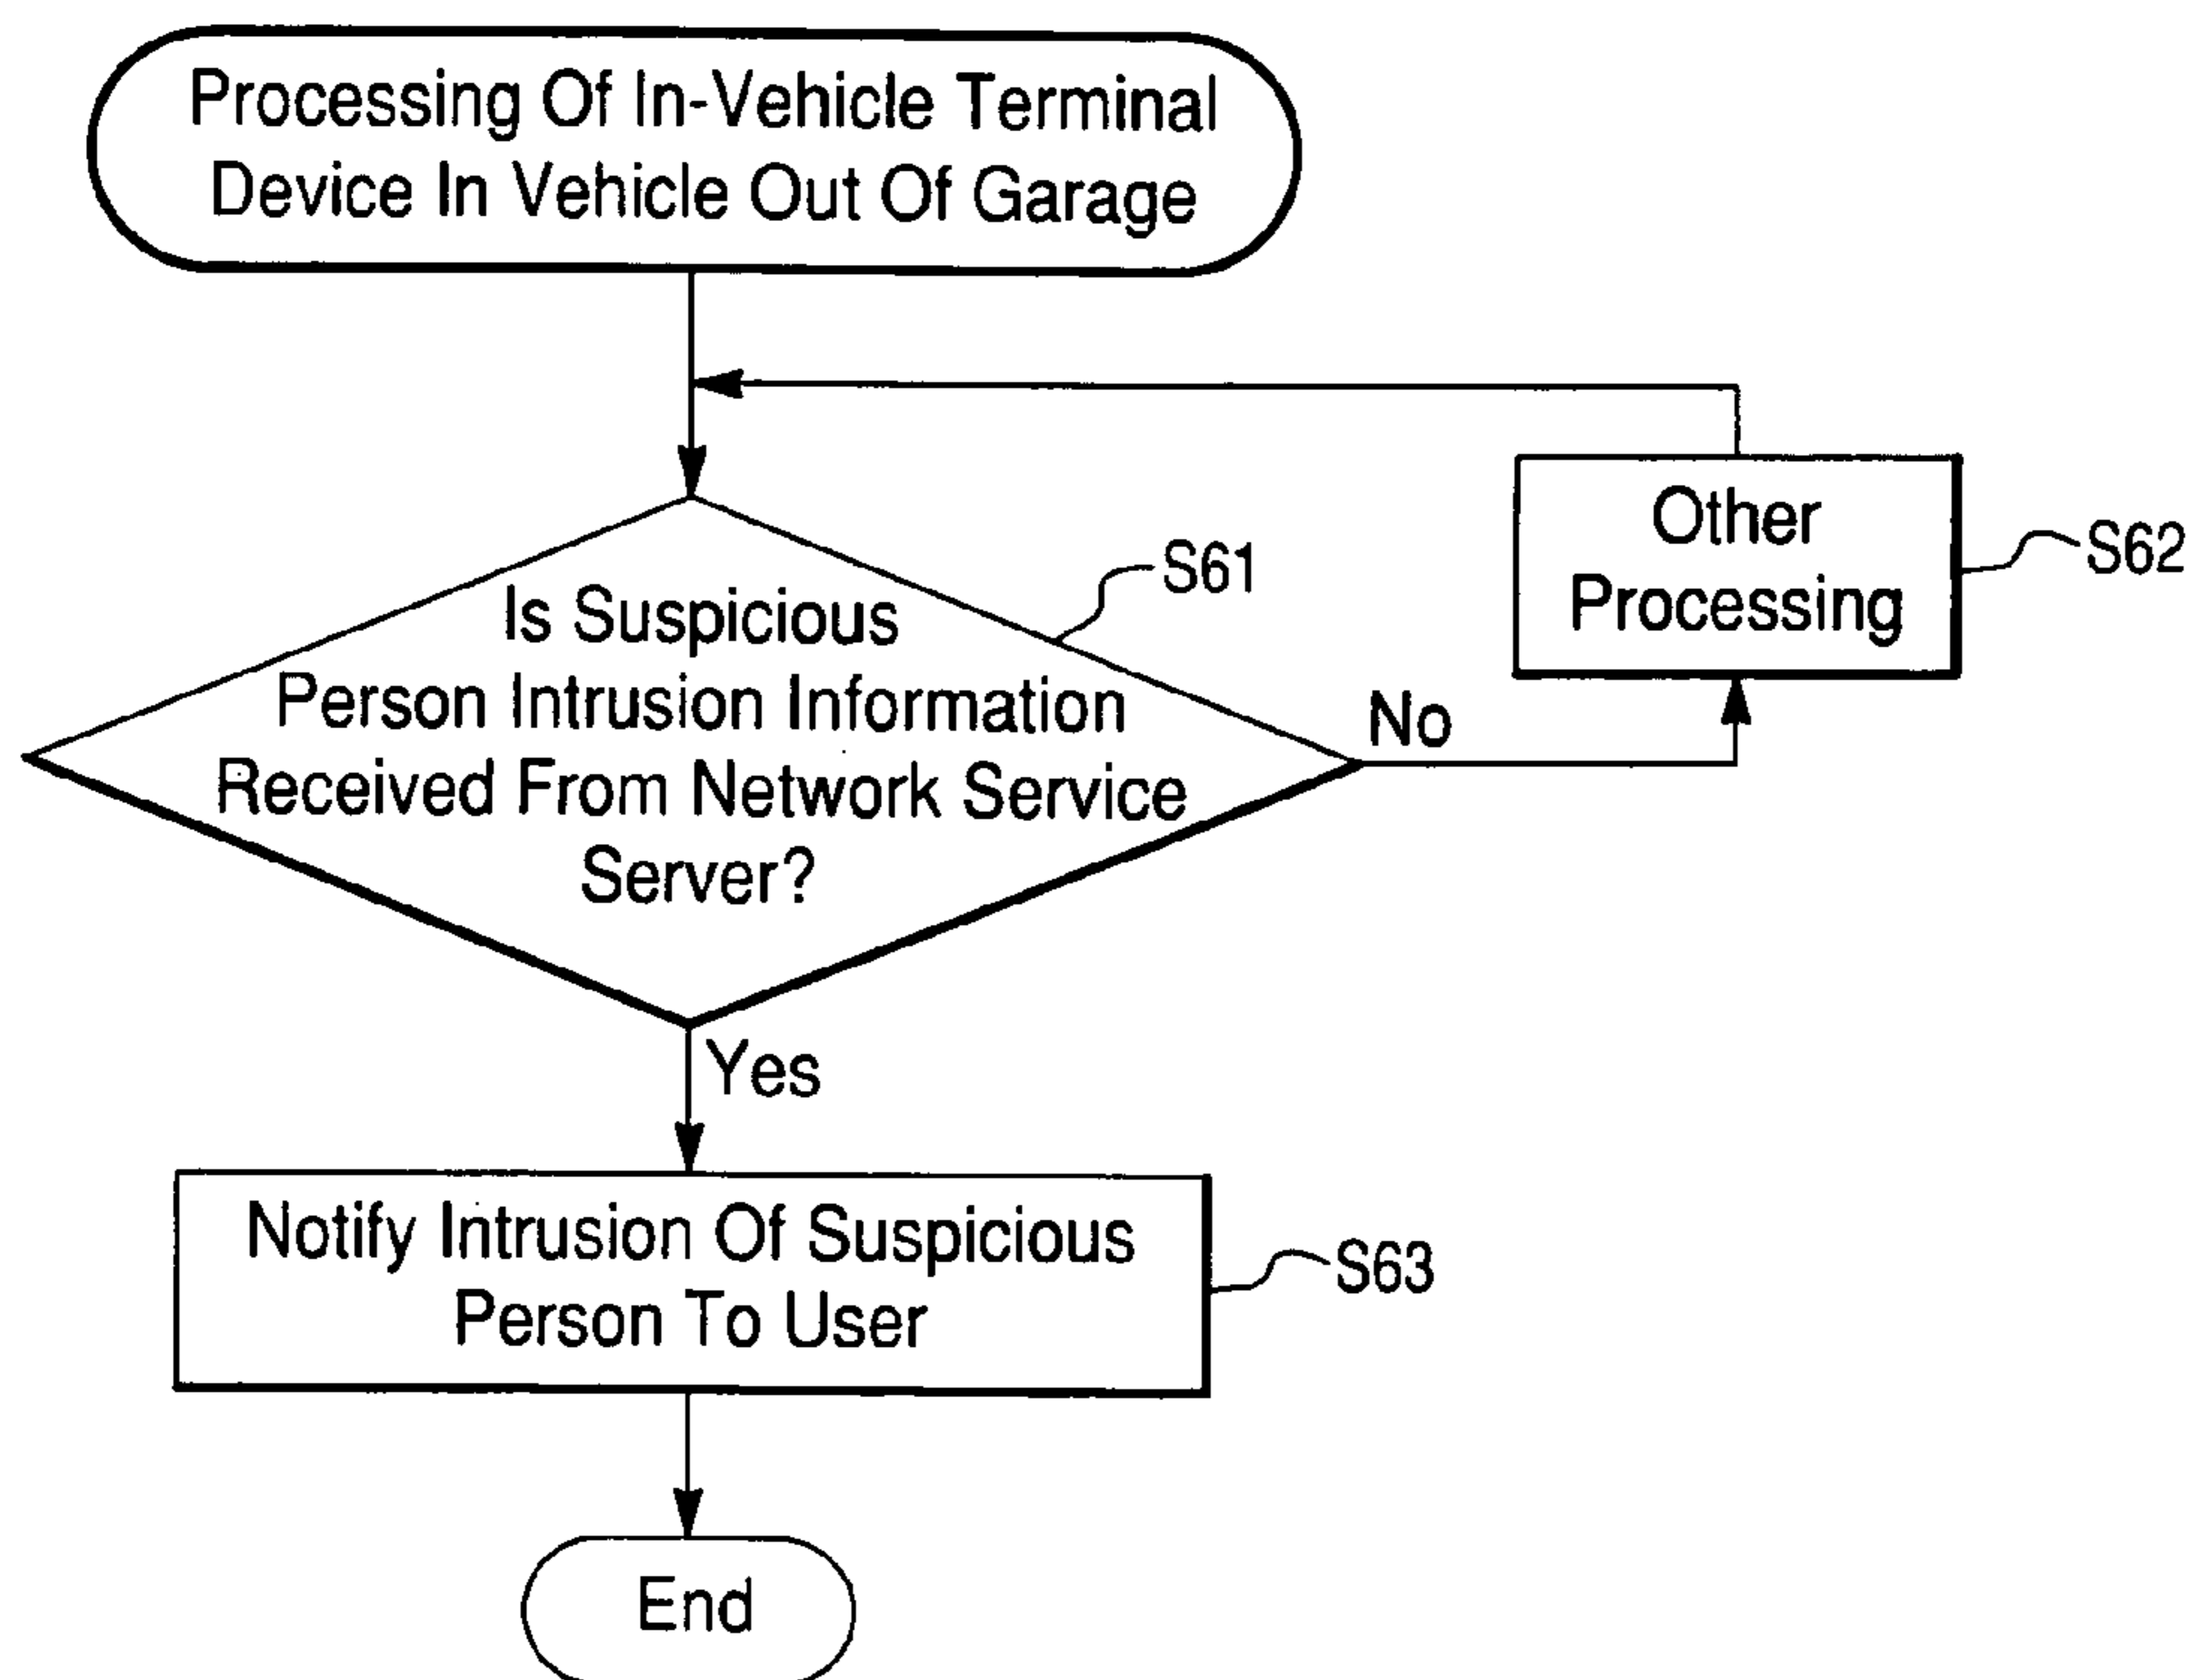 Processing Of In-Vehicle Terminal
Device In Vehicle Out Of Garage
Other
Processing
S62
S61
Is Suspicious
Person Intrusion Information
Received From Network Service
Server?
No
Yes
Notify Intrusion Of Suspicious
Person To User
S63
End